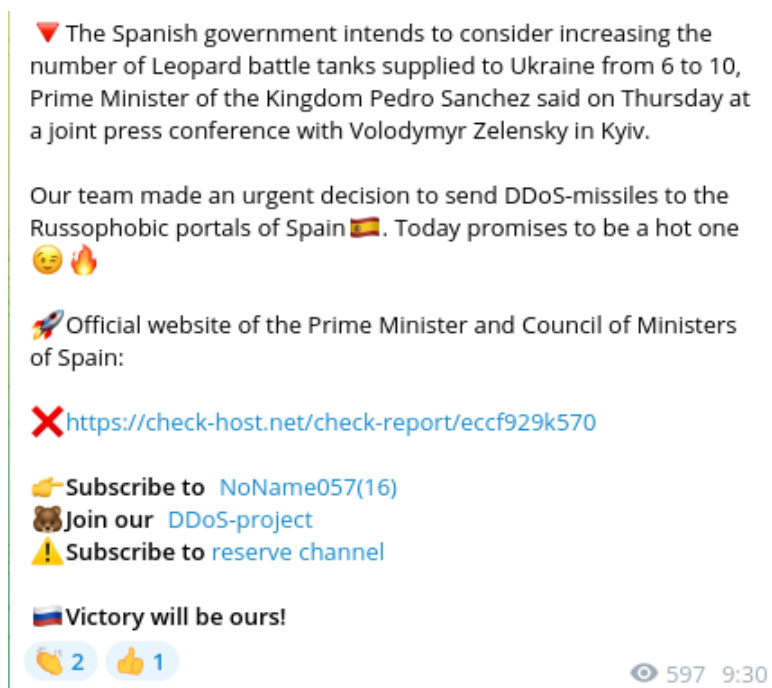 🔻The Spanish government intends to consider increasing the
number of Leopard battle tanks supplied to Ukraine from 6 to 10,
Prime Minister of the Kingdom Pedro Sanchez said on Thursday at
a joint press conference with Volodymyr Zelensky in Kyiv.
Our team made an urgent decision to send DDoS-missiles to the
Russophobic portals of Spain🇪🇸. Today promises to be a hot one
😉🔥
🚀Official website of the Prime Minister and Council of Ministers
of Spain:
❌https://check-host.net/check-report/eccf929k570
👉Subscribe to NoName057(16)
🐻Join our DDoS-project
⚠️Subscribe to reserve channel
🇷🇺Victory will be ours!
👏 2 👍 1
597 9:30